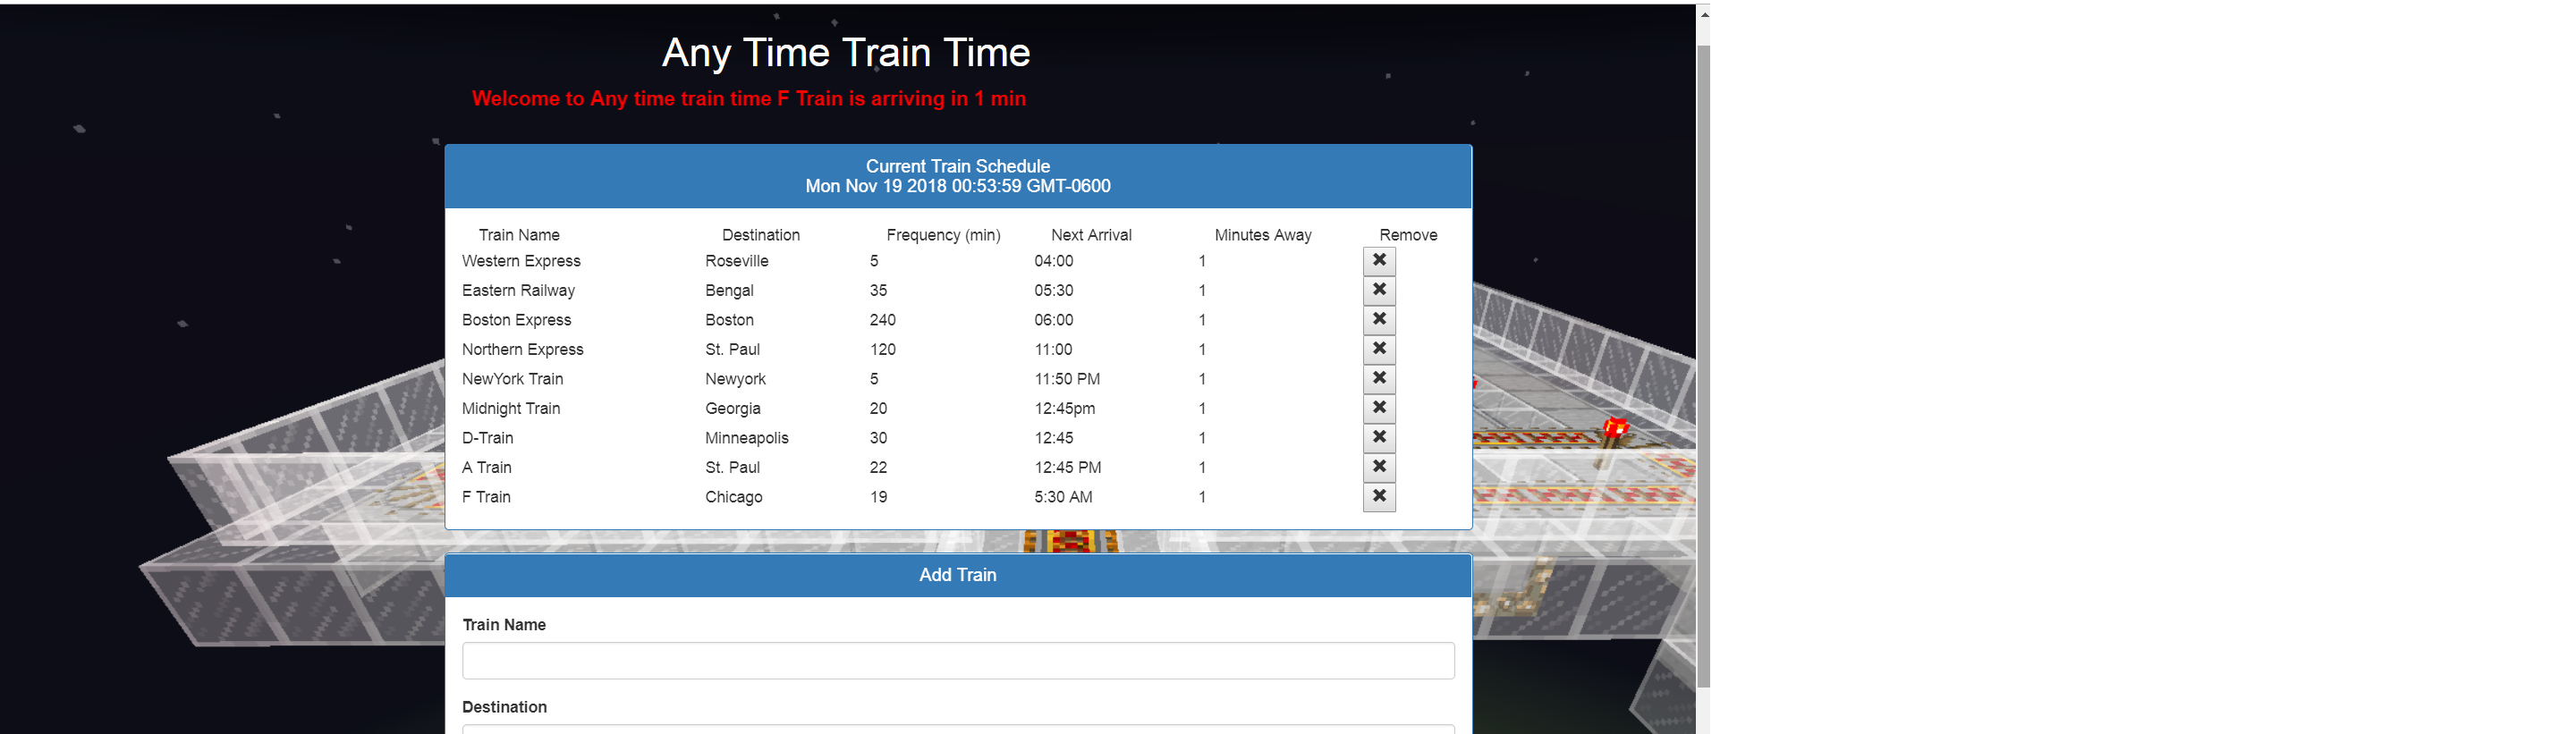 Any Time Train Time
Welcome to Any time train time F Train is arriving in 1 min
Current Train Schedule
Mon Nov 19 2018 00:53:59 GMT-0600
Train Name Destination Frequency (min) Next Arrival Minutes Away Remove
Western Express Roseville 5 04:00 1
Eastern Railway Bengal 35 05:30 1
Boston Express Boston 240 06:00 1
Northern Express St. Paul 120 11:00 1
NewYork Train Newyork 5 11:50 PM 1
Midnight Train Georgia 20 12:45pm 1
D-Train Minneapolis 30 12:45 1
A Train St. Paul 22 12:45 PM 1
F Train Chicago 19 5:30 AM 1
Add Train
Train Name
Destination